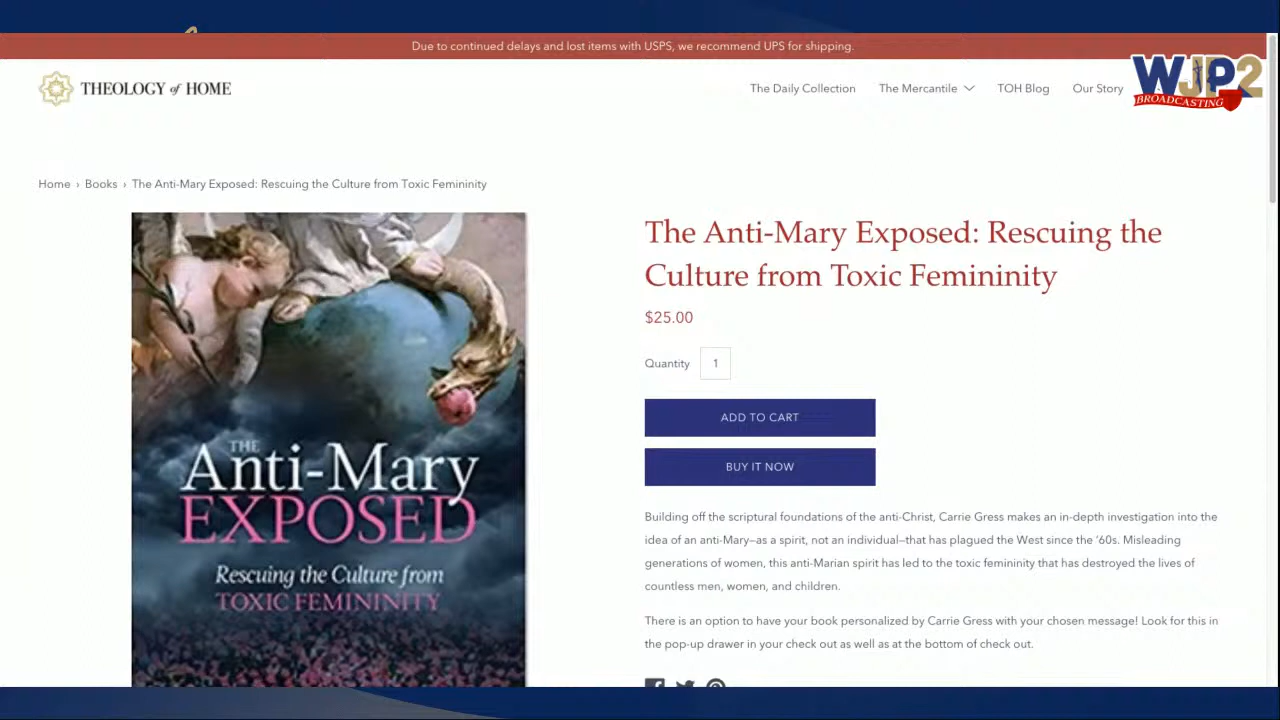 Due to continued delays and lost items with USPS, we recommend UPS for shipping.
THEOLOGY of HOME
The Daily Collection
The Mercantile
TOH Blog
Our Story
WJP2
BROADCASTING
Home › Books › The Anti-Mary Exposed: Rescuing the Culture from Toxic Femininity
THE
Anti-Mary
EXPOSED
Rescuing the Culture from
TOXIC FEMININITY
The Anti-Mary Exposed: Rescuing the
Culture from Toxic Femininity
$25.00
Quantity 1
ADD TO CART
BUY IT NOW
Building off the scriptural foundations of the anti-Christ, Carrie Gress makes an in-depth investigation into the
idea of an anti-Mary—as a spirit, not an individual—that has plagued the West since the ’60s. Misleading
generations of women, this anti-Marian spirit has led to the toxic femininity that has destroyed the lives of
countless men, women, and children.
There is an option to have your book personalized by Carrie Gress with your chosen message! Look for this in
the pop-up drawer in your check out as well as at the bottom of check out.